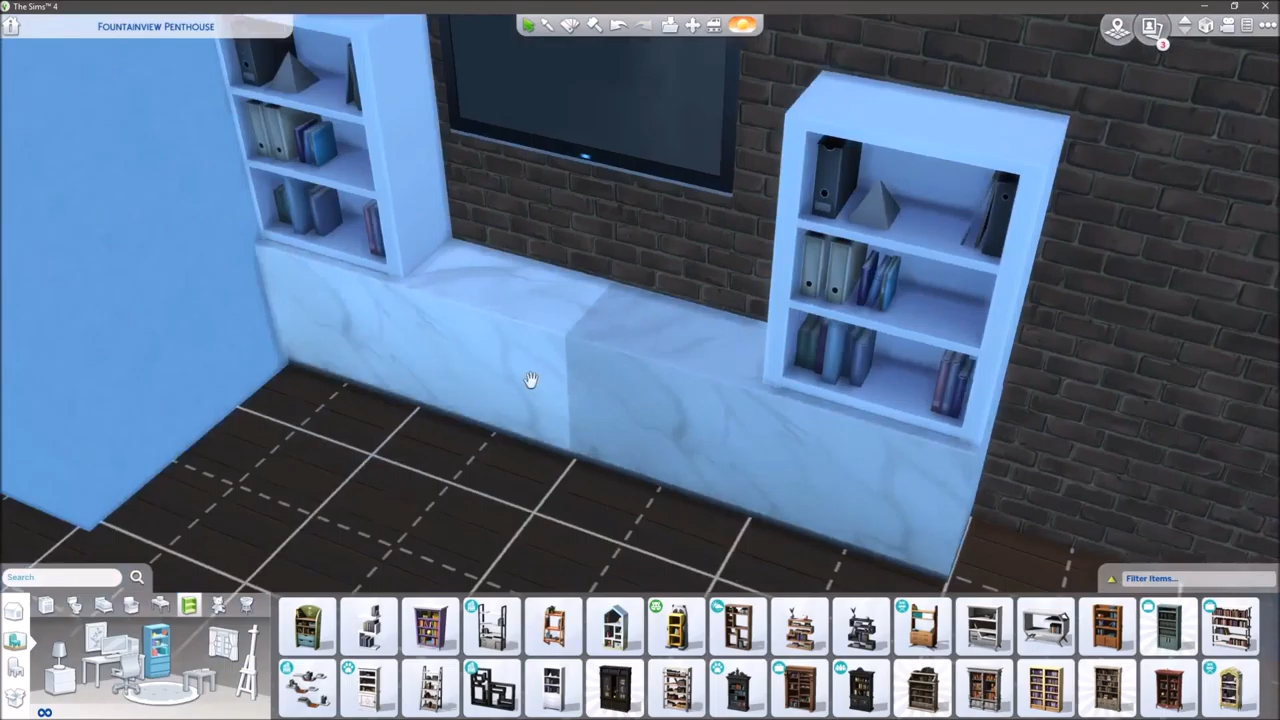 The Sims™ 4
Fountainview Penthouse
3
Search
Filter Items...